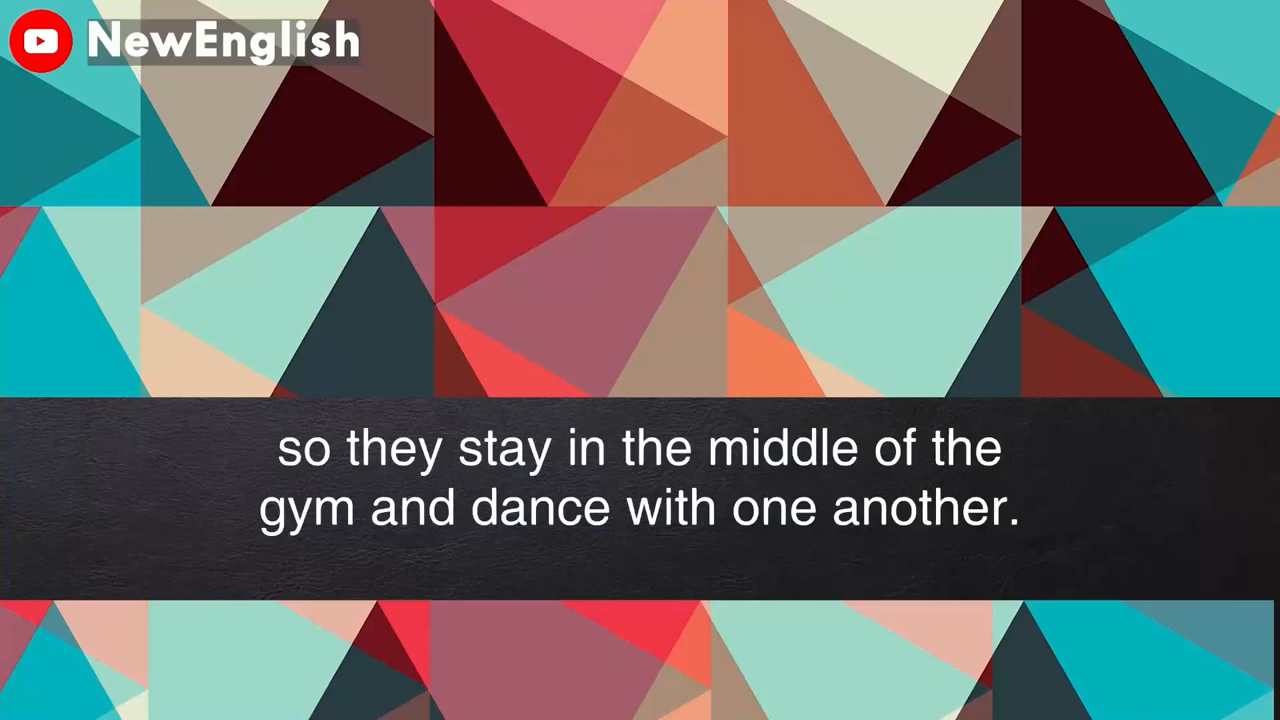 NewEnglish
so they stay in the middle of the
gym and dance with one another.